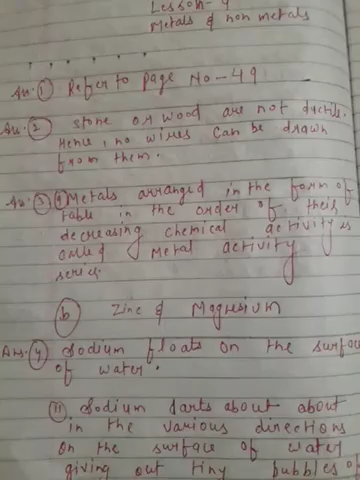 Lesson- 4
Metals & non metals
Ans. ① Refer to page No - 49
Ans. ② Stone or wood are not ductile.
Hence, no wires can be drawn
from them.
Ans. ③ ⓐ Metals arranged in the form of
table in the order of their
decreasing chemical activity is
called metal activity
series.
ⓑ Zinc & Magnesium
Ans. ④ Sodium floats on the surface
of water.
ⅱ. Sodium darts about about
in the various directions
on the surface of water
giving out tiny bubbles of